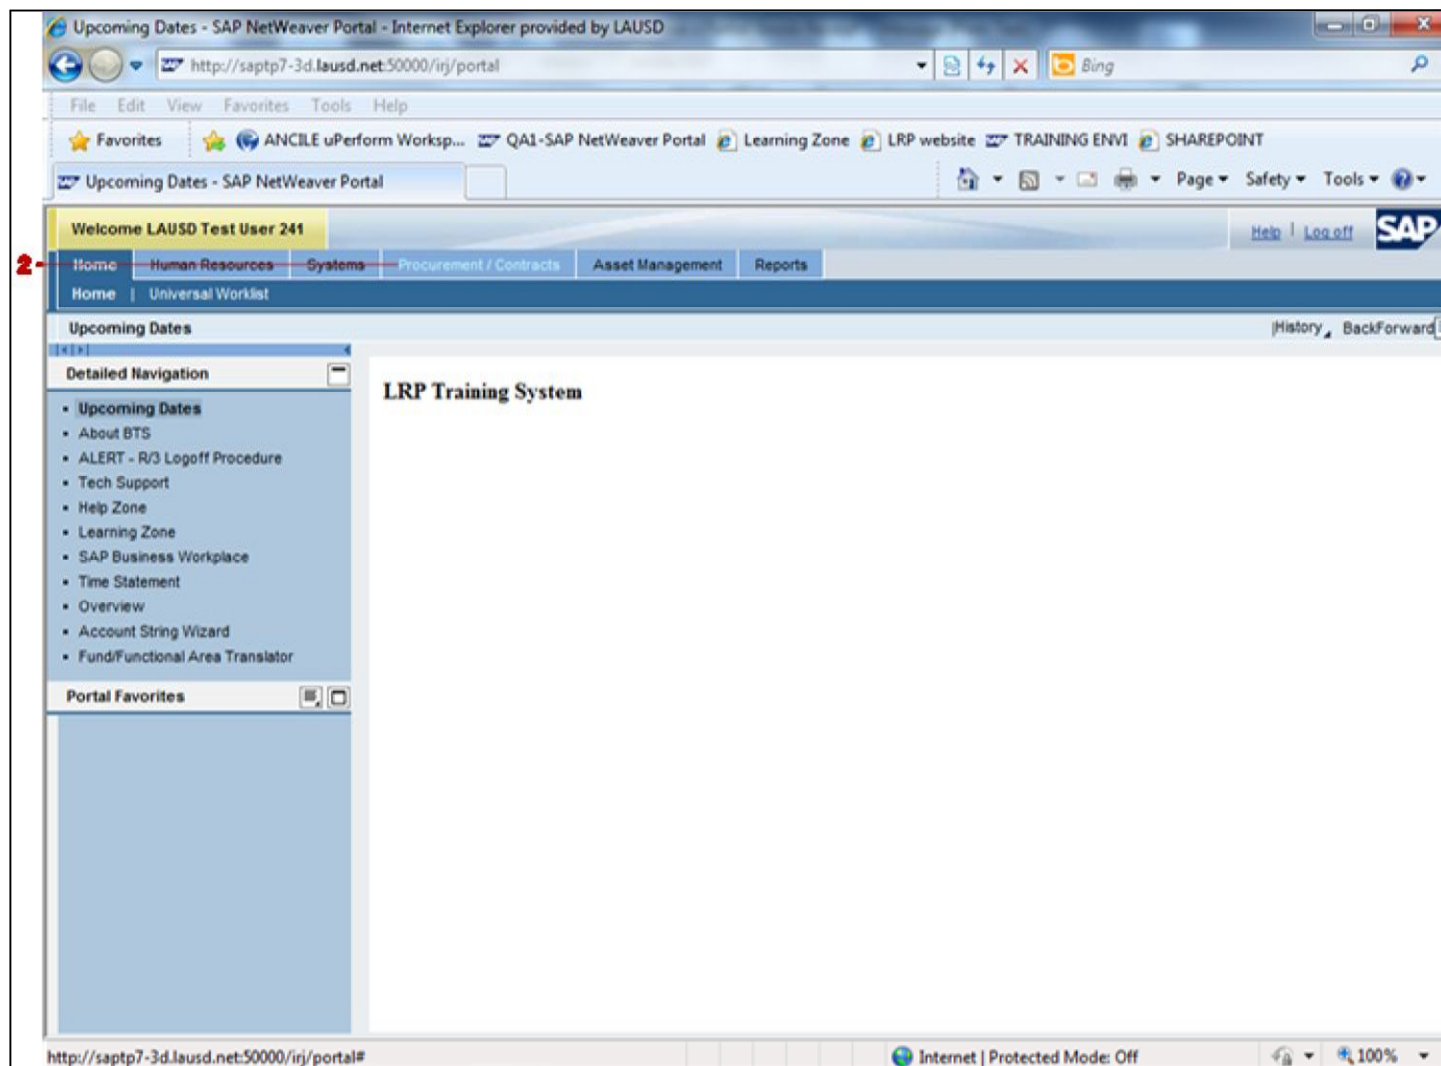 Upcoming Dates - SAP NetWeaver Portal - Internet Explorer provided by LAUSD
http://saptp7-3d.lausd.net:50000/irj/portal Bing
File Edit View Favorites Tools Help
Favorites ANCILE uPerform Worksp... QA1-SAP NetWeaver Portal Learning Zone LRP website TRAINING ENVI SHAREPOINT
Upcoming Dates - SAP NetWeaver Portal Page Safety Tools
Welcome LAUSD Test User 241 Help | Log off SAP
2 Home Human Resources Systems Procurement / Contracts Asset Management Reports
Home | Universal Worklist
Upcoming Dates |History BackForward
Detailed Navigation
LRP Training System
Upcoming Dates
About BTS
ALERT - R/3 Logoff Procedure
Tech Support
Help Zone
Learning Zone
SAP Business Workplace
Time Statement
Overview
Account String Wizard
Fund/Functional Area Translator
Portal Favorites
http://saptp7-3d.lausd.net:50000/irj/portal# Internet | Protected Mode: Off 100%